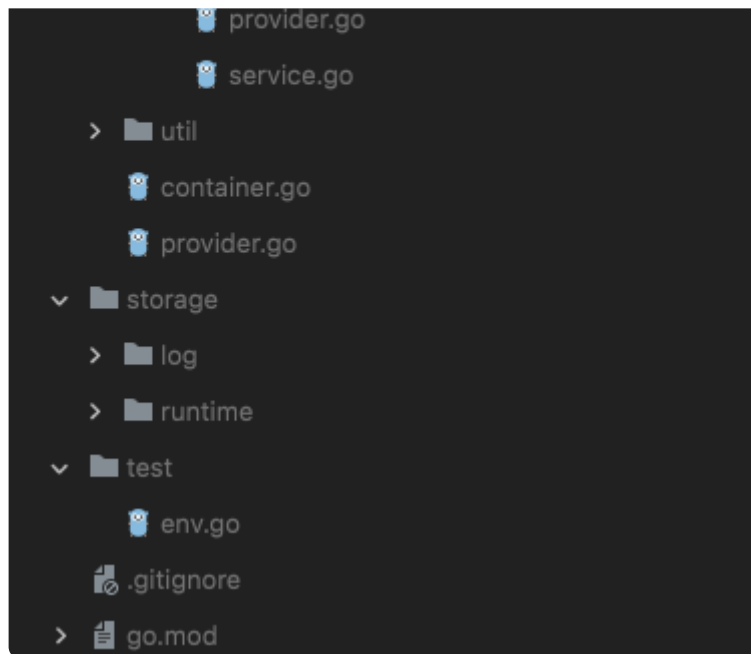 provider.go
service.go
util
container.go
provider.go
storage
log
runtime
test
env.go
.gitignore
go.mod